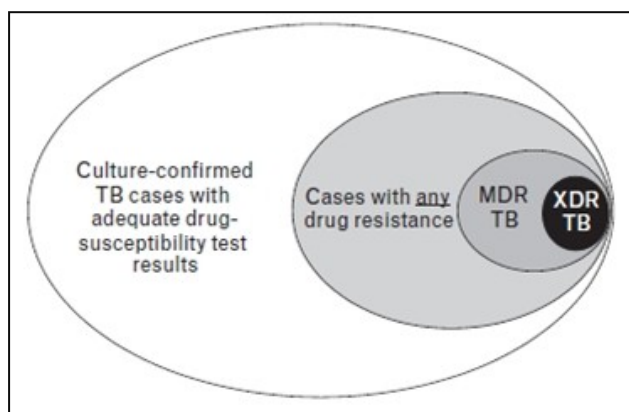 Culture-confirmed
TB cases with
adequate drug-
susceptibility test
results
Cases with any
drug resistance
MDR
TB
XDR
TB